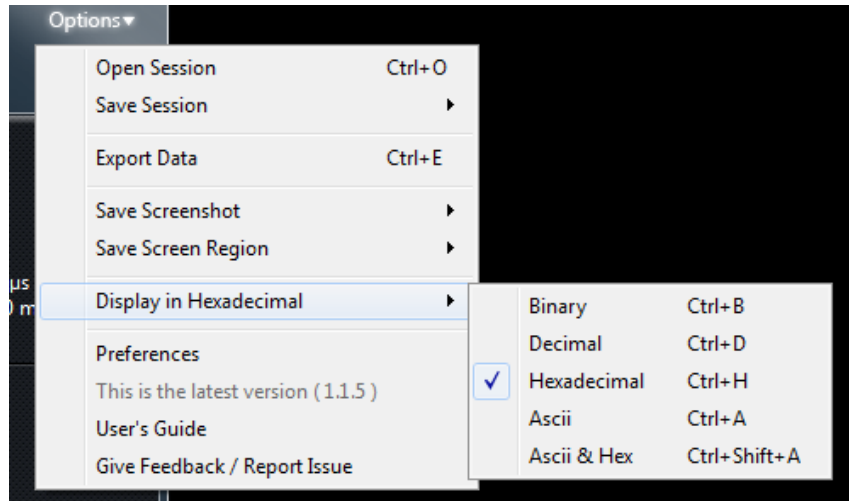 Options▾
Open Session Ctrl+O
Save Session
Export Data Ctrl+E
Save Screenshot
Save Screen Region
µs
0 m
Display in Hexadecimal
Binary Ctrl+B
Decimal Ctrl+D
Hexadecimal Ctrl+H
Ascii Ctrl+A
Ascii & Hex Ctrl+Shift+A
Preferences
This is the latest version ( 1.1.5 )
User's Guide
Give Feedback / Report Issue